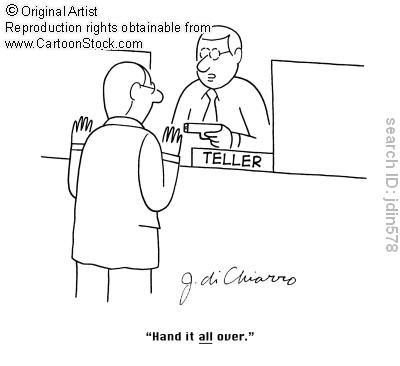 © Original Artist
Reproduction rights obtainable from
www.CartoonStock.com
TELLER
search ID: jdin578
J. di Chiarro
"Hand it all over."